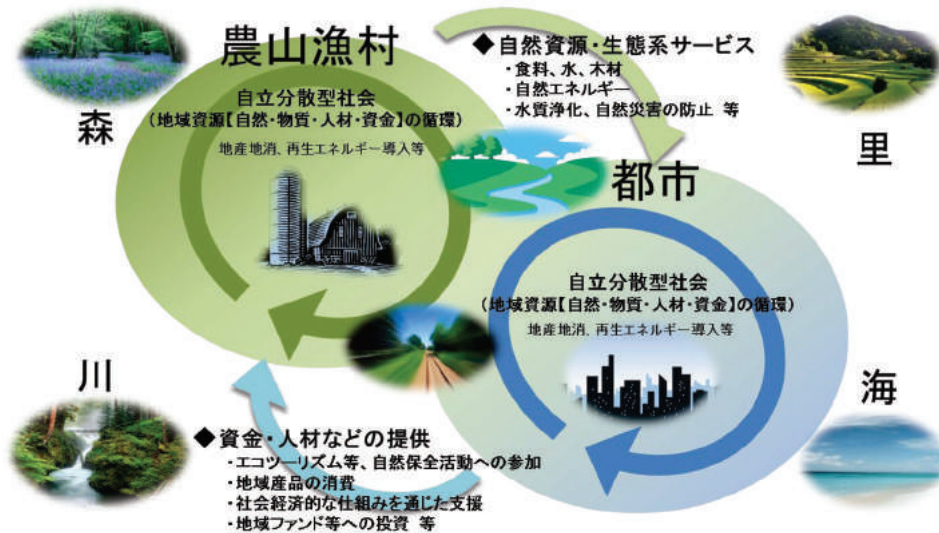 農山漁村
自立分散型社会
(地域資源【自然・物質・人材・資金】の循環)
地産地消、再生エネルギー導入等
森
◆自然資源・生態系サービス
・食料、水、木材
・自然エネルギー
・水質浄化、自然災害の防止 等
里
都市
自立分散型社会
(地域資源【自然・物質・人材・資金】の循環)
地産地消、再生エネルギー導入等
川
◆資金・人材などの提供
・エコツーリズム等、自然保全活動への参加
・地域産品の消費
・社会経済的な仕組みを通じた支援
・地域ファンド等への投資 等
海